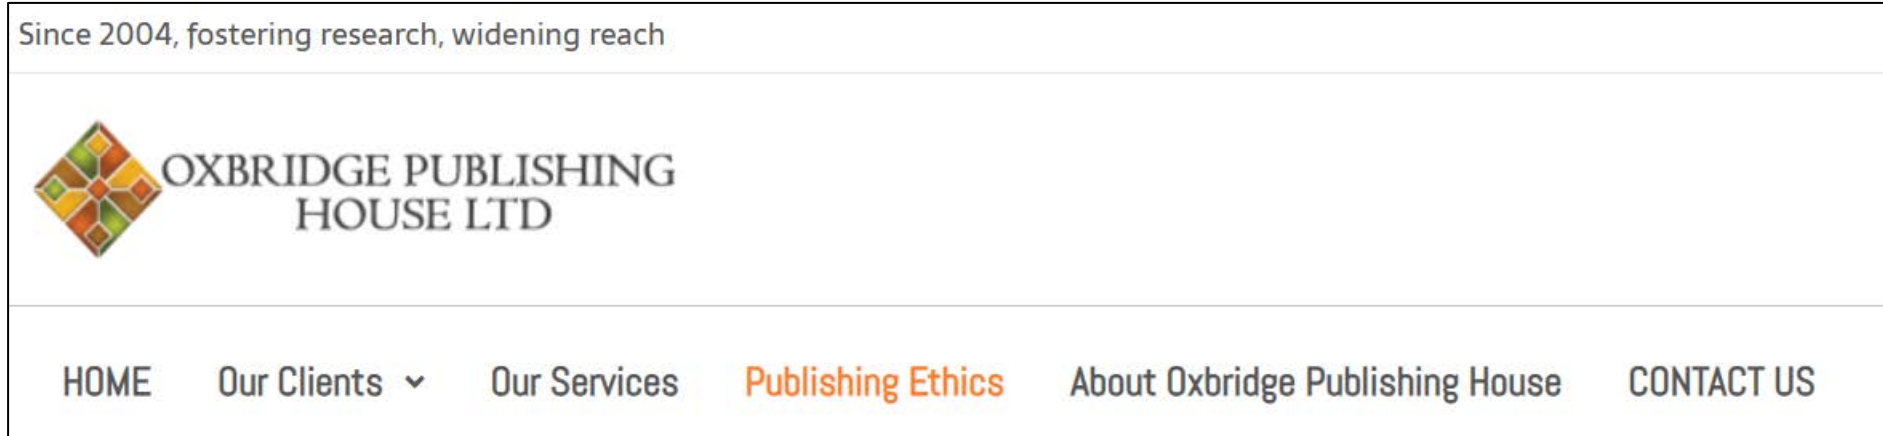 Since 2004, fostering research, widening reach
OXBRIDGE PUBLISHING
HOUSE LTD
HOME Our Clients Our Services Publishing Ethics About Oxbridge Publishing House CONTACT US